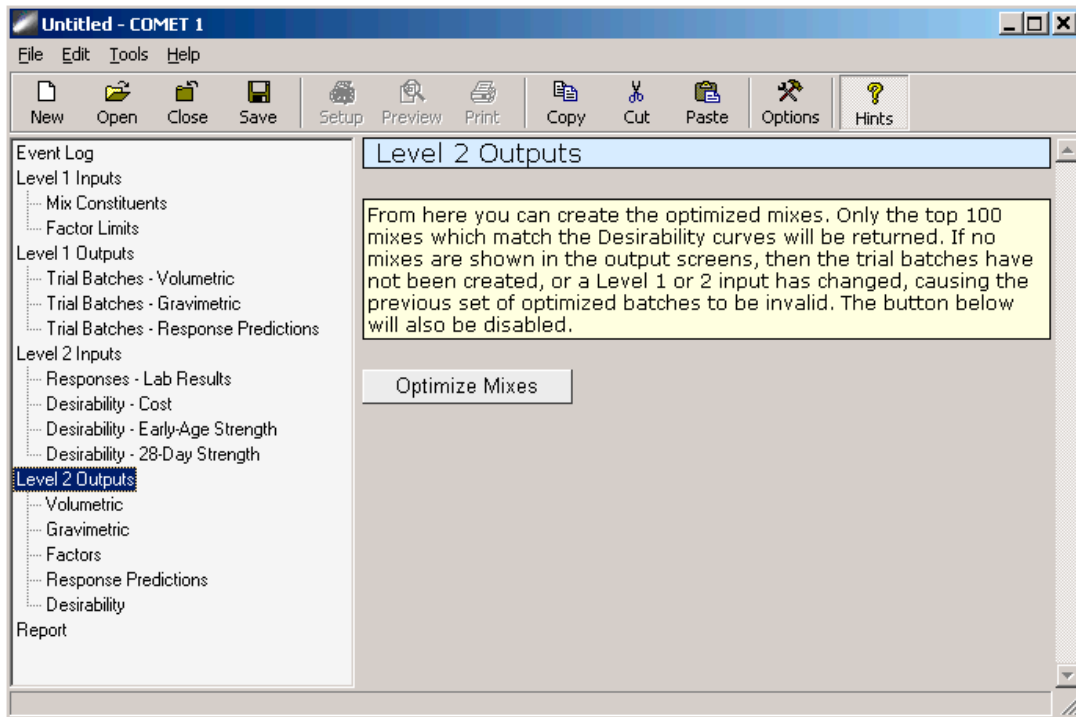 Untitled - COMET 1
File Edit Tools Help
New Open Close Save Setup Preview Print Copy Cut Paste Options Hints
Event Log
Level 1 Inputs
Mix Constituents
Factor Limits
Level 1 Outputs
Trial Batches - Volumetric
Trial Batches - Gravimetric
Trial Batches - Response Predictions
Level 2 Inputs
Responses - Lab Results
Desirability - Cost
Desirability - Early-Age Strength
Desirability - 28-Day Strength
Level 2 Outputs
Volumetric
Gravimetric
Factors
Response Predictions
Desirability
Report
Level 2 Outputs
From here you can create the optimized mixes. Only the top 100
mixes which match the Desirability curves will be returned. If no
mixes are shown in the output screens, then the trial batches have
not been created, or a Level 1 or 2 input has changed, causing the
previous set of optimized batches to be invalid. The button below
will also be disabled.
Optimize Mixes